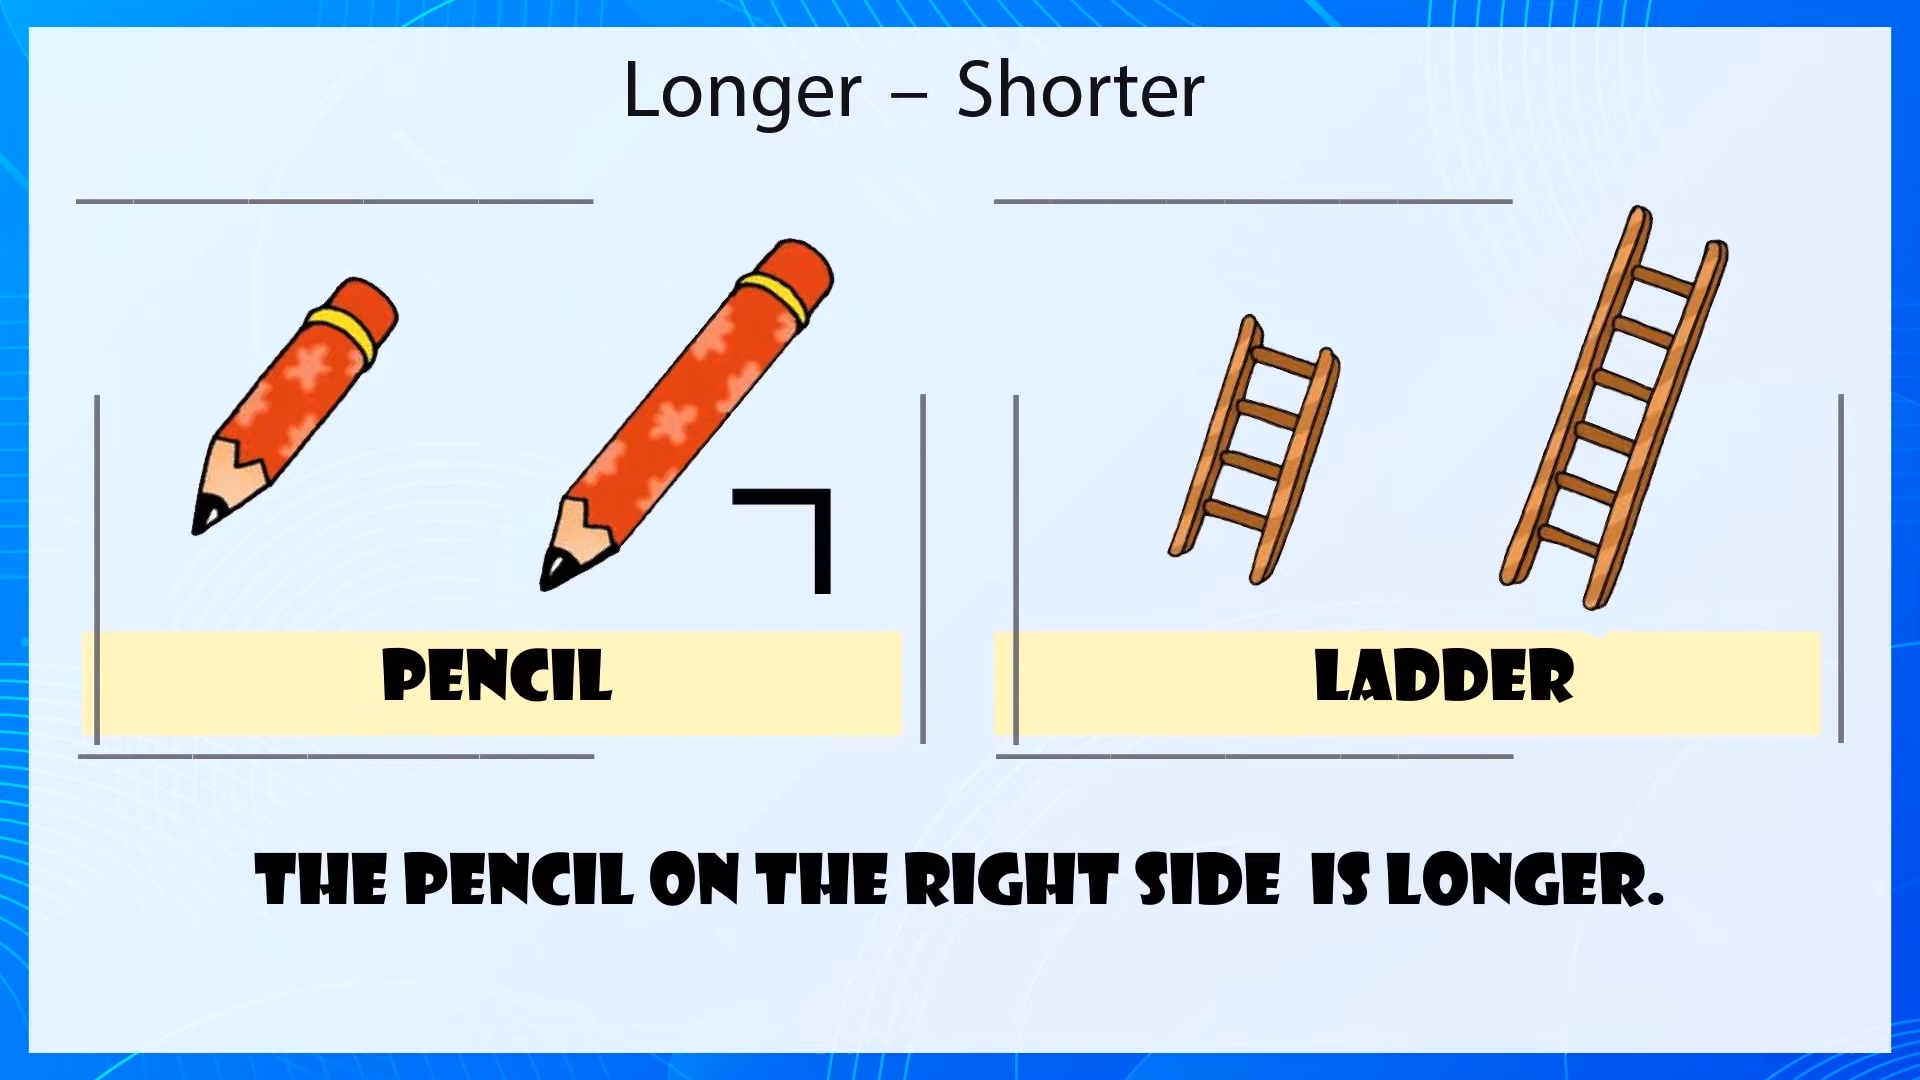 Longer – Shorter
PENCIL
LADDER
THE PENCIL ON THE RIGHT SIDE IS LONGER.